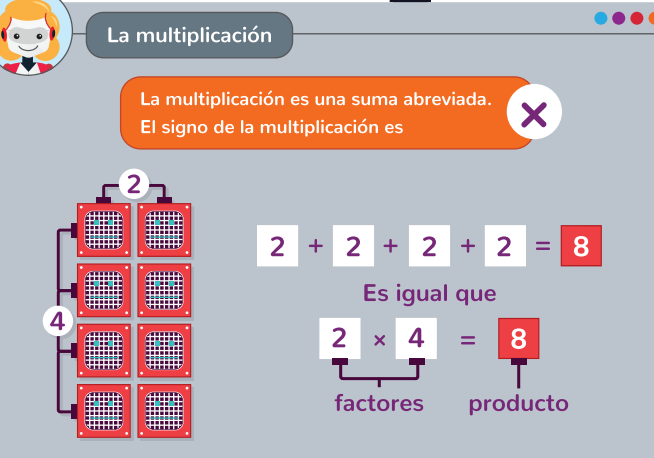 La multiplicación
La multiplicación es una suma abreviada.
El signo de la multiplicación es ×
2
4
2 + 2 + 2 + 2 = 8
Es igual que
2 × 4 = 8
factores producto